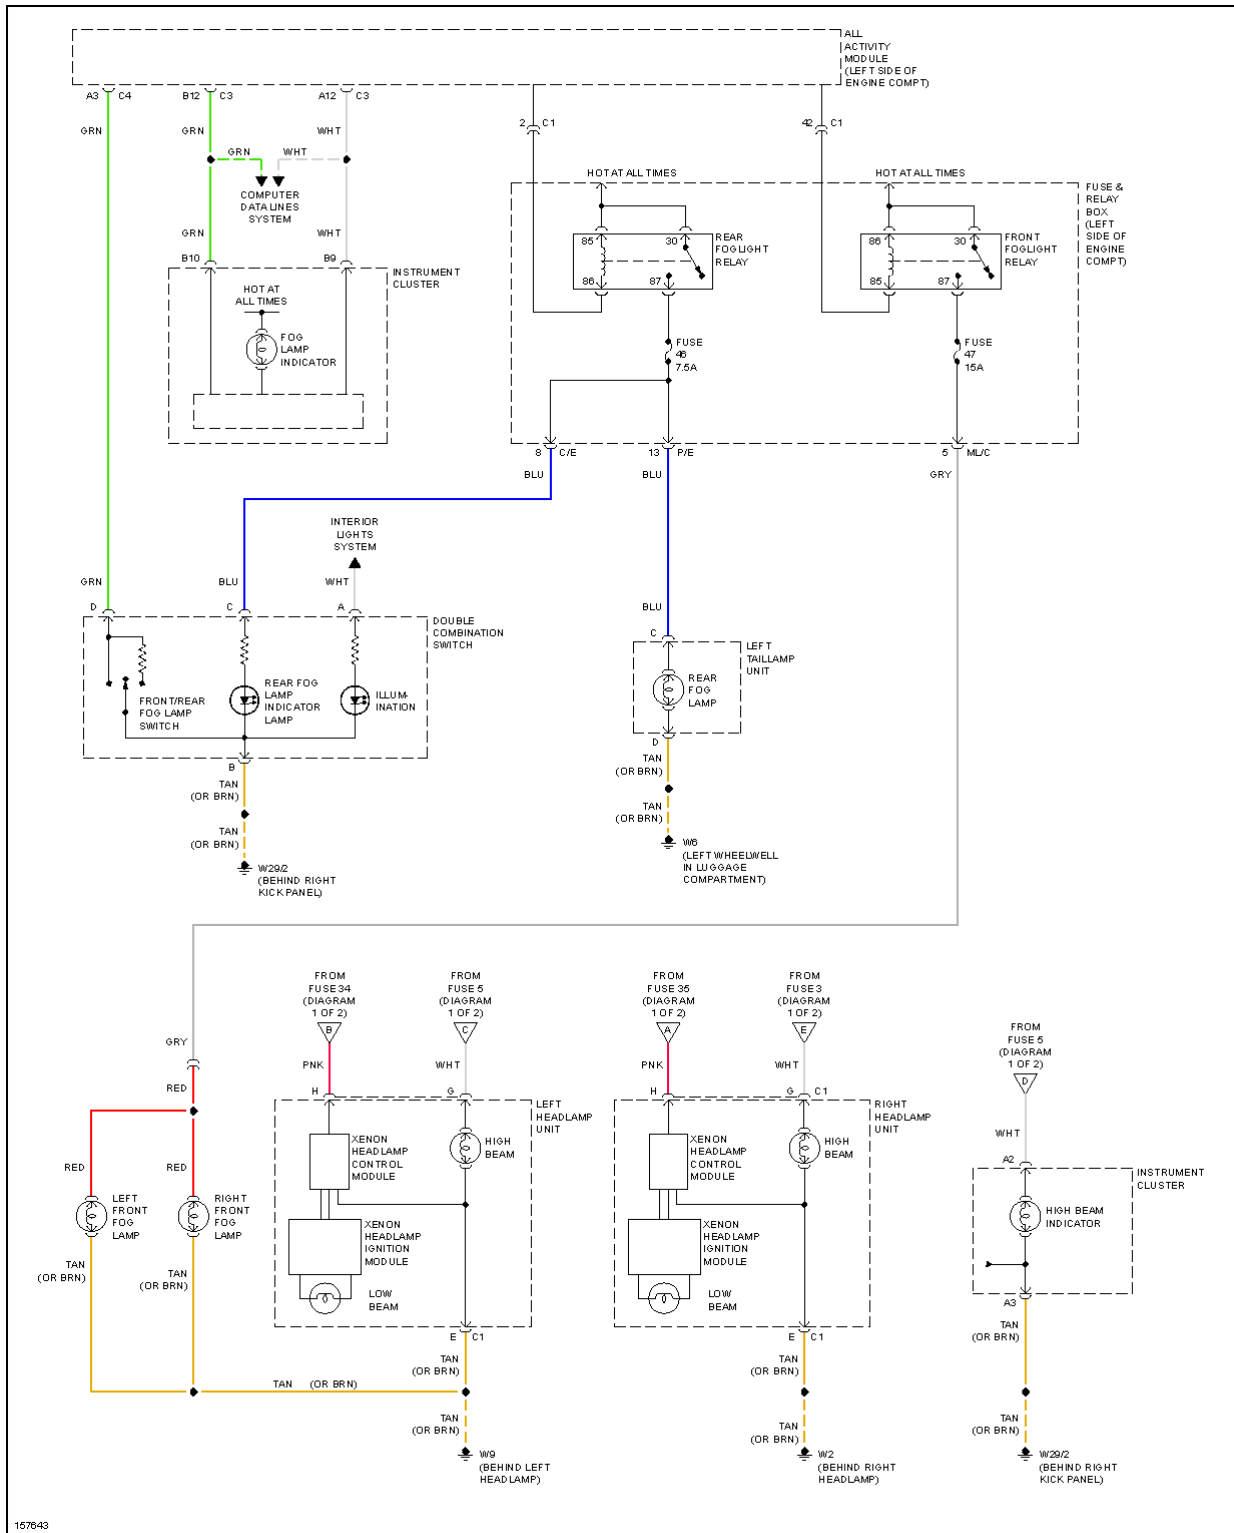 ALL
ACTIVITY
MODULE
(LEFT SIDE OF
ENGINE COMPT)
A3 C4
B12 C3
A12 C3
GRN
GRN
WHT
2 C1
42 C1
GRN
WHT
COMPUTER
DATA LINES
SYSTEM
HOT AT ALL TIMES
HOT AT ALL TIMES
FUSE &
RELAY
BOX
(LEFT
SIDE OF
ENGINE
COMPT)
GRN
WHT
B10
B9
INSTRUMENT
CLUSTER
HOT AT
ALL TIMES
FOG
LAMP
INDICATOR
85
30
86
87
REAR
FOGLIGHT
RELAY
86
30
85
87
FRONT
FOGLIGHT
RELAY
FUSE
46
7.5A
FUSE
47
15A
8 C/E
13 P/E
5 ML/C
BLU
BLU
GRY
INTERIOR
LIGHTS
SYSTEM
GRN
BLU
WHT
D
C
A
DOUBLE
COMBINATION
SWITCH
FRONT/REAR
FOG LAMP
SWITCH
REAR FOG
LAMP
INDICATOR
LAMP
ILLUM-
INATION
B
TAN
(OR BRN)
TAN
(OR BRN)
W29/2
(BEHIND RIGHT
KICK PANEL)
BLU
C
LEFT
TAILLAMP
UNIT
REAR
FOG
LAMP
D
TAN
(OR BRN)
TAN
(OR BRN)
W6
(LEFT WHEELWELL
IN LUGGAGE
COMPARTMENT)
GRY
RED
RED
RED
LEFT
FRONT
FOG
LAMP
RIGHT
FRONT
FOG
LAMP
TAN
(OR BRN)
TAN
(OR BRN)
TAN (OR BRN)
FROM
FUSE 34
(DIAGRAM
1 OF 2)
B
FROM
FUSE 5
(DIAGRAM
1 OF 2)
C
PNK
WHT
H
G
LEFT
HEADLAMP
UNIT
XENON
HEADLAMP
CONTROL
MODULE
HIGH
BEAM
XENON
HEADLAMP
IGNITION
MODULE
LOW
BEAM
E C1
TAN
(OR BRN)
TAN
(OR BRN)
W9
(BEHIND LEFT
HEADLAMP)
FROM
FUSE 35
(DIAGRAM
1 OF 2)
A
FROM
FUSE 3
(DIAGRAM
1 OF 2)
E
PNK
WHT
H
G C1
RIGHT
HEADLAMP
UNIT
XENON
HEADLAMP
CONTROL
MODULE
HIGH
BEAM
XENON
HEADLAMP
IGNITION
MODULE
LOW
BEAM
E C1
TAN
(OR BRN)
TAN
(OR BRN)
W2
(BEHIND RIGHT
HEADLAMP)
FROM
FUSE 5
(DIAGRAM
1 OF 2)
D
WHT
A2
INSTRUMENT
CLUSTER
HIGH BEAM
INDICATOR
A3
TAN
(OR BRN)
TAN
(OR BRN)
W29/2
(BEHIND RIGHT
KICK PANEL)
157643